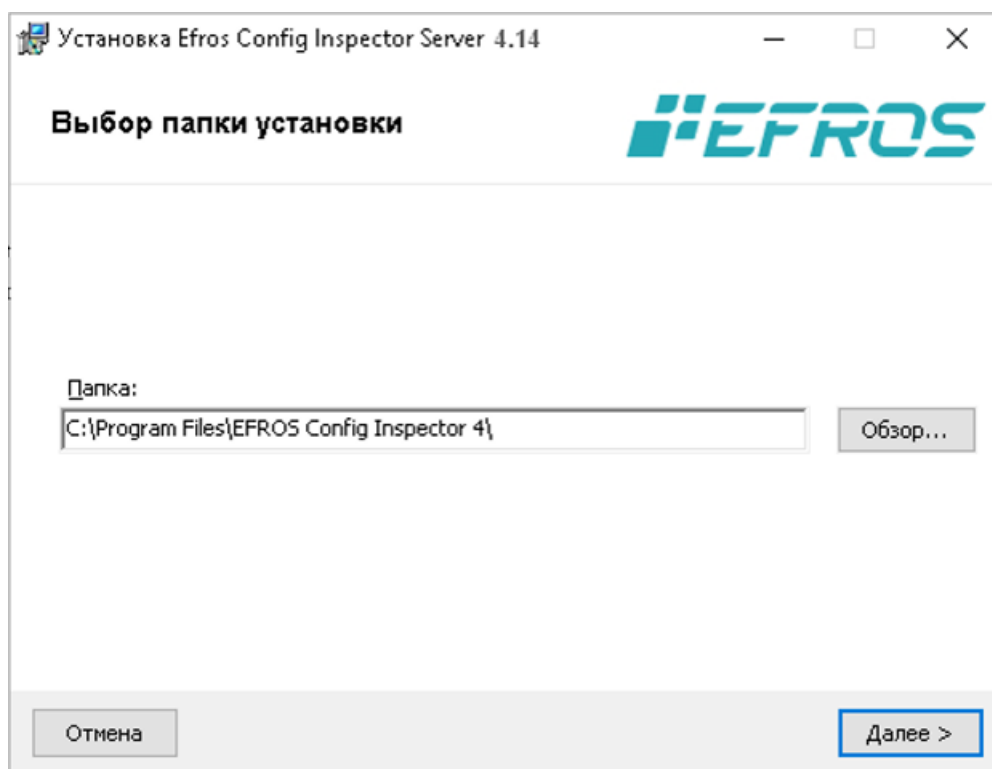 Установка Efros Config Inspector Server 4.14
Выбор папки установки
EFROS
Папка:
C:\Program Files\EFROS Config Inspector 4\
Обзор...
Отмена
Далее >